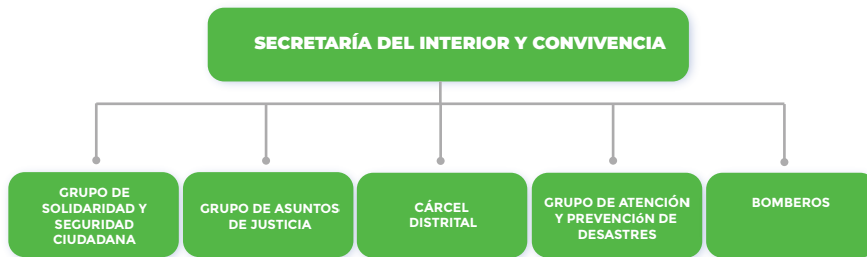 SECRETARÍA DEL INTERIOR Y CONVIVENCIA
GRUPO DE
SOLIDARIDAD Y
SEGURIDAD
CIUDADANA
GRUPO DE ASUNTOS
DE JUSTICIA
CÁRCEL
DISTRITAL
GRUPO DE ATENCIÓN
Y PREVENCIóN DE
DESASTRES
BOMBEROS